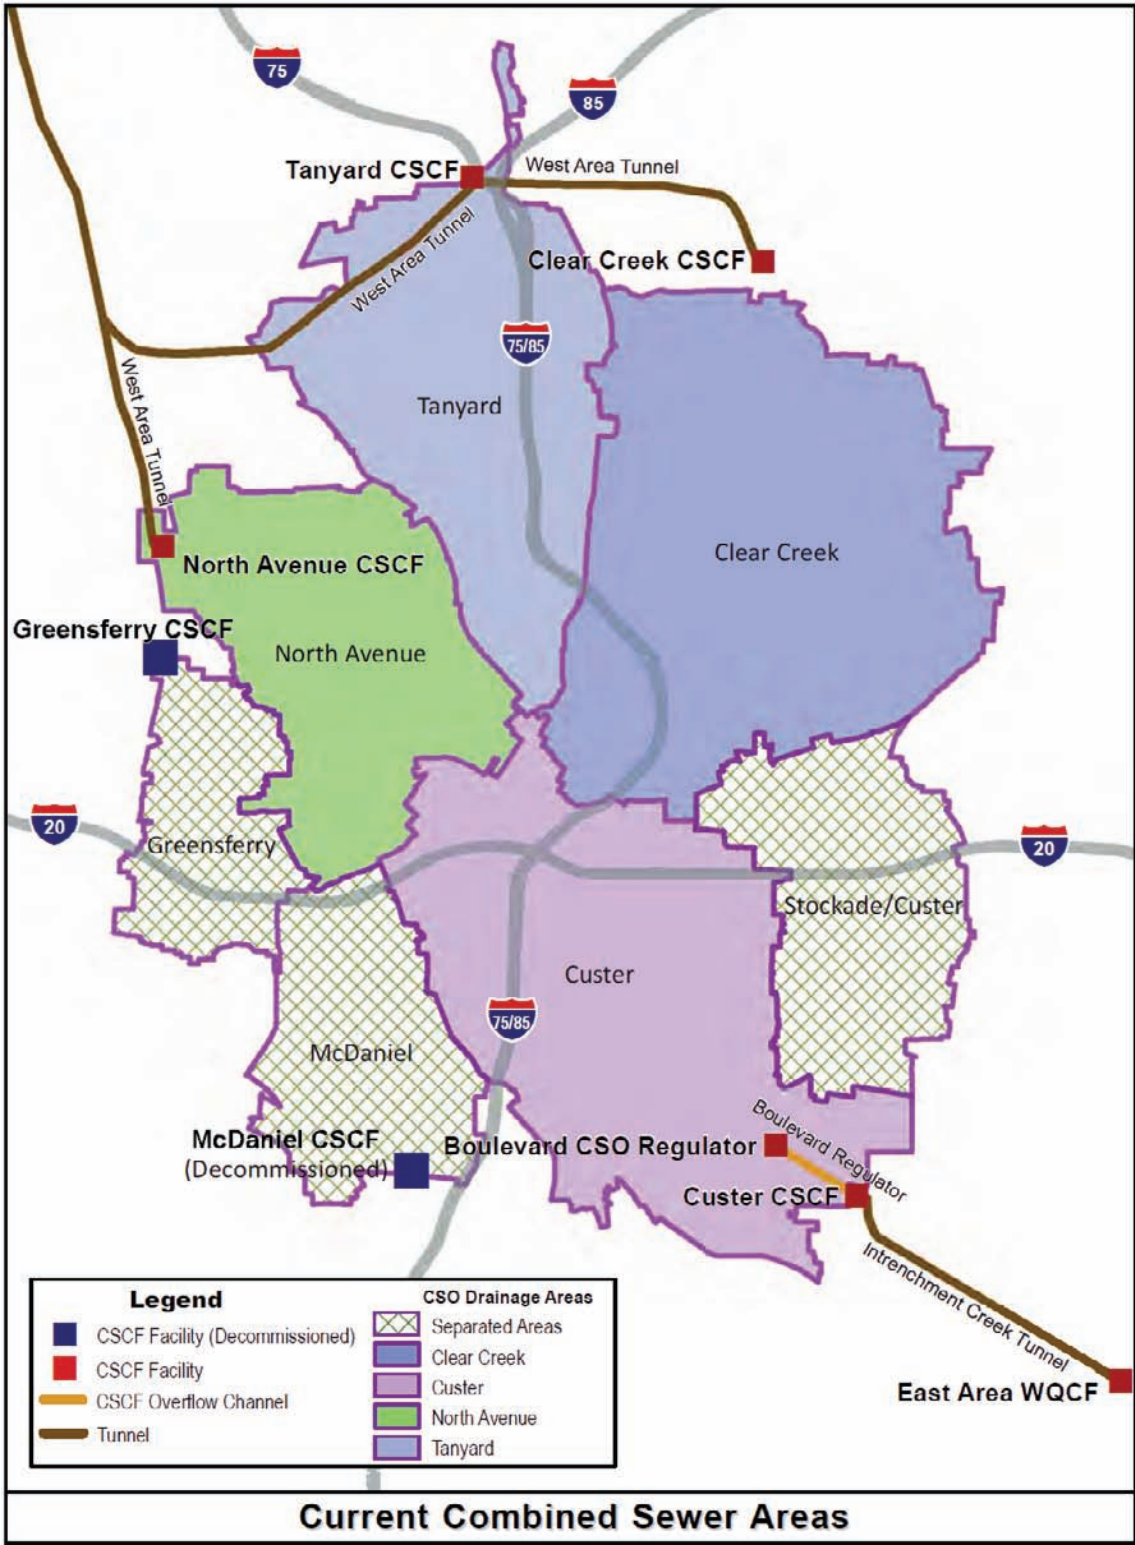 75
85
Tanyard CSCF
West Area Tunnel
West Area Tunnel
Clear Creek CSCF
75/85
West Area Tunnel
Tanyard
Clear Creek
North Avenue CSCF
Greensferry CSCF
North Avenue
20
Greensferry
20
Stockade/Custer
Custer
75/85
McDaniel
Boulevard Regulator
McDaniel CSCF
(Decommissioned)
Boulevard CSO Regulator
Custer CSCF
Intrenchment Creek Tunnel
East Area WQCF
Legend
CSCF Facility (Decommissioned)
CSCF Facility
CSCF Overflow Channel
Tunnel
CSO Drainage Areas
Separated Areas
Clear Creek
Custer
North Avenue
Tanyard
Current Combined Sewer Areas